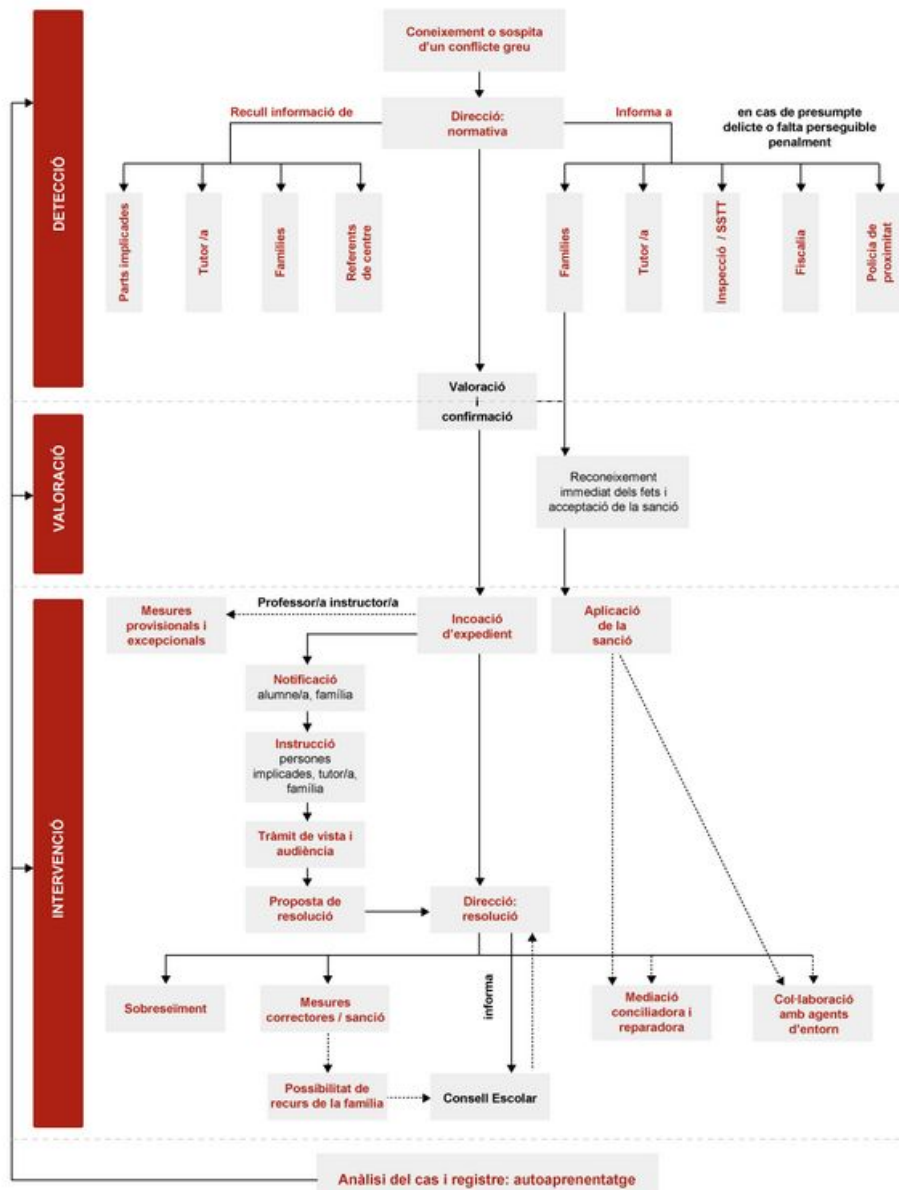 Coneixement o sospita
d'un conflicte greu
Recull informació de
Direcció:
normativa
Informa a
en cas de presumpte
delicte o falta perseguible
penalment
DETECCIÓ
Parts implicades
Tutor /a
Famílies
Referents
de centre
Famílies
Tutor /a
Inspecció / SSTT
Fiscalia
Policia de
proximitat
Valoració
i
confirmació
VALORACIÓ
Reconeixement
immediat dels fets i
acceptació de la sanció
INTERVENCIÓ
Mesures
provisionals i
excepcionals
Professor/a instructor/a
Incoació
d'expedient
Aplicació
de la
sanció
Notificació
alumne/a, família
Instrucció
persones
implicades, tutor/a,
família
Tràmit de vista i
audiència
Proposta de
resolució
Direcció:
resolució
Sobreseïment
Mesures
correctores / sanció
informa
Mediació
conciliadora i
reparadora
Col·laboració
amb agents
d'entorn
Possibilitat de
recurs de la família
Consell Escolar
Anàlisi del cas i registre: autoaprenentatge